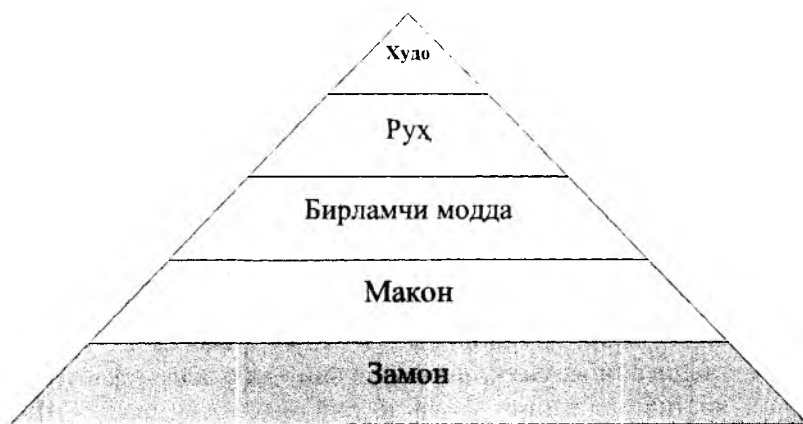 Худо
Руҳ
Бирламчи модда
Макон
Замон